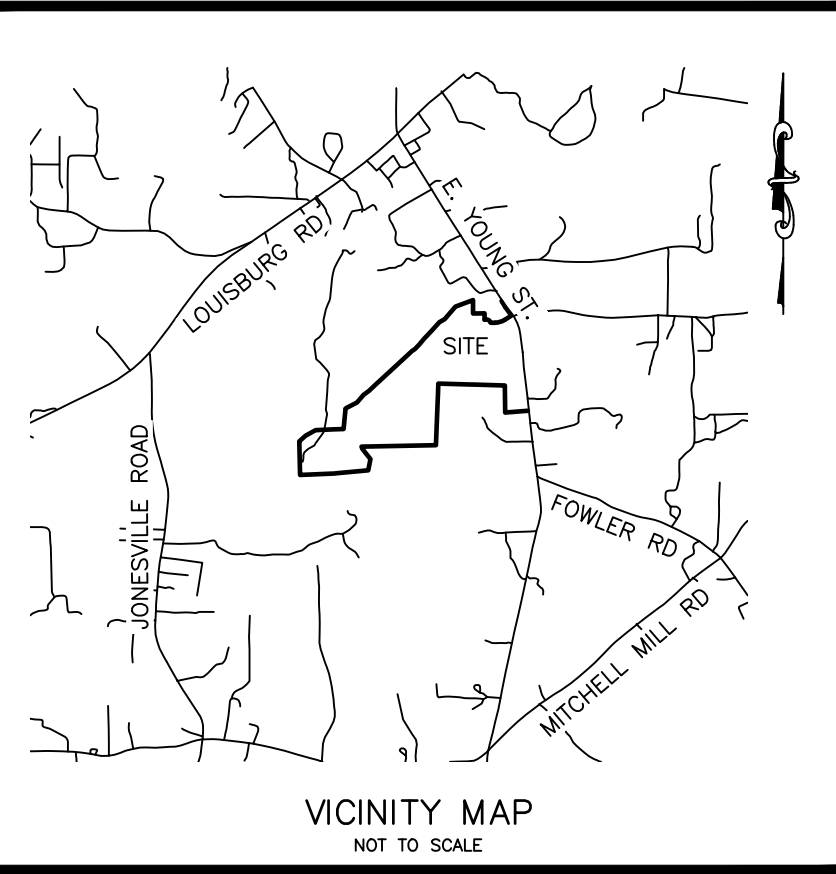 E. YOUNG ST.
LOUISBURG RD
SITE
JONESVILLE ROAD
FOWLER RD
MITCHELL MILL RD
VICINITY MAP
NOT TO SCALE